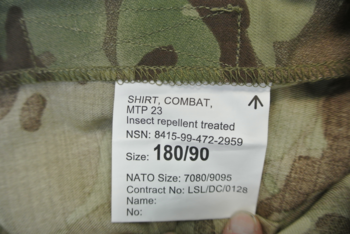 SHIRT, COMBAT,
MTP 23
Insect repellent treated
NSN: 8415-99-472-2959
Size: 180/90
NATO Size: 7080/9095
Contract No: LSL/DC/0128
Name:
No: